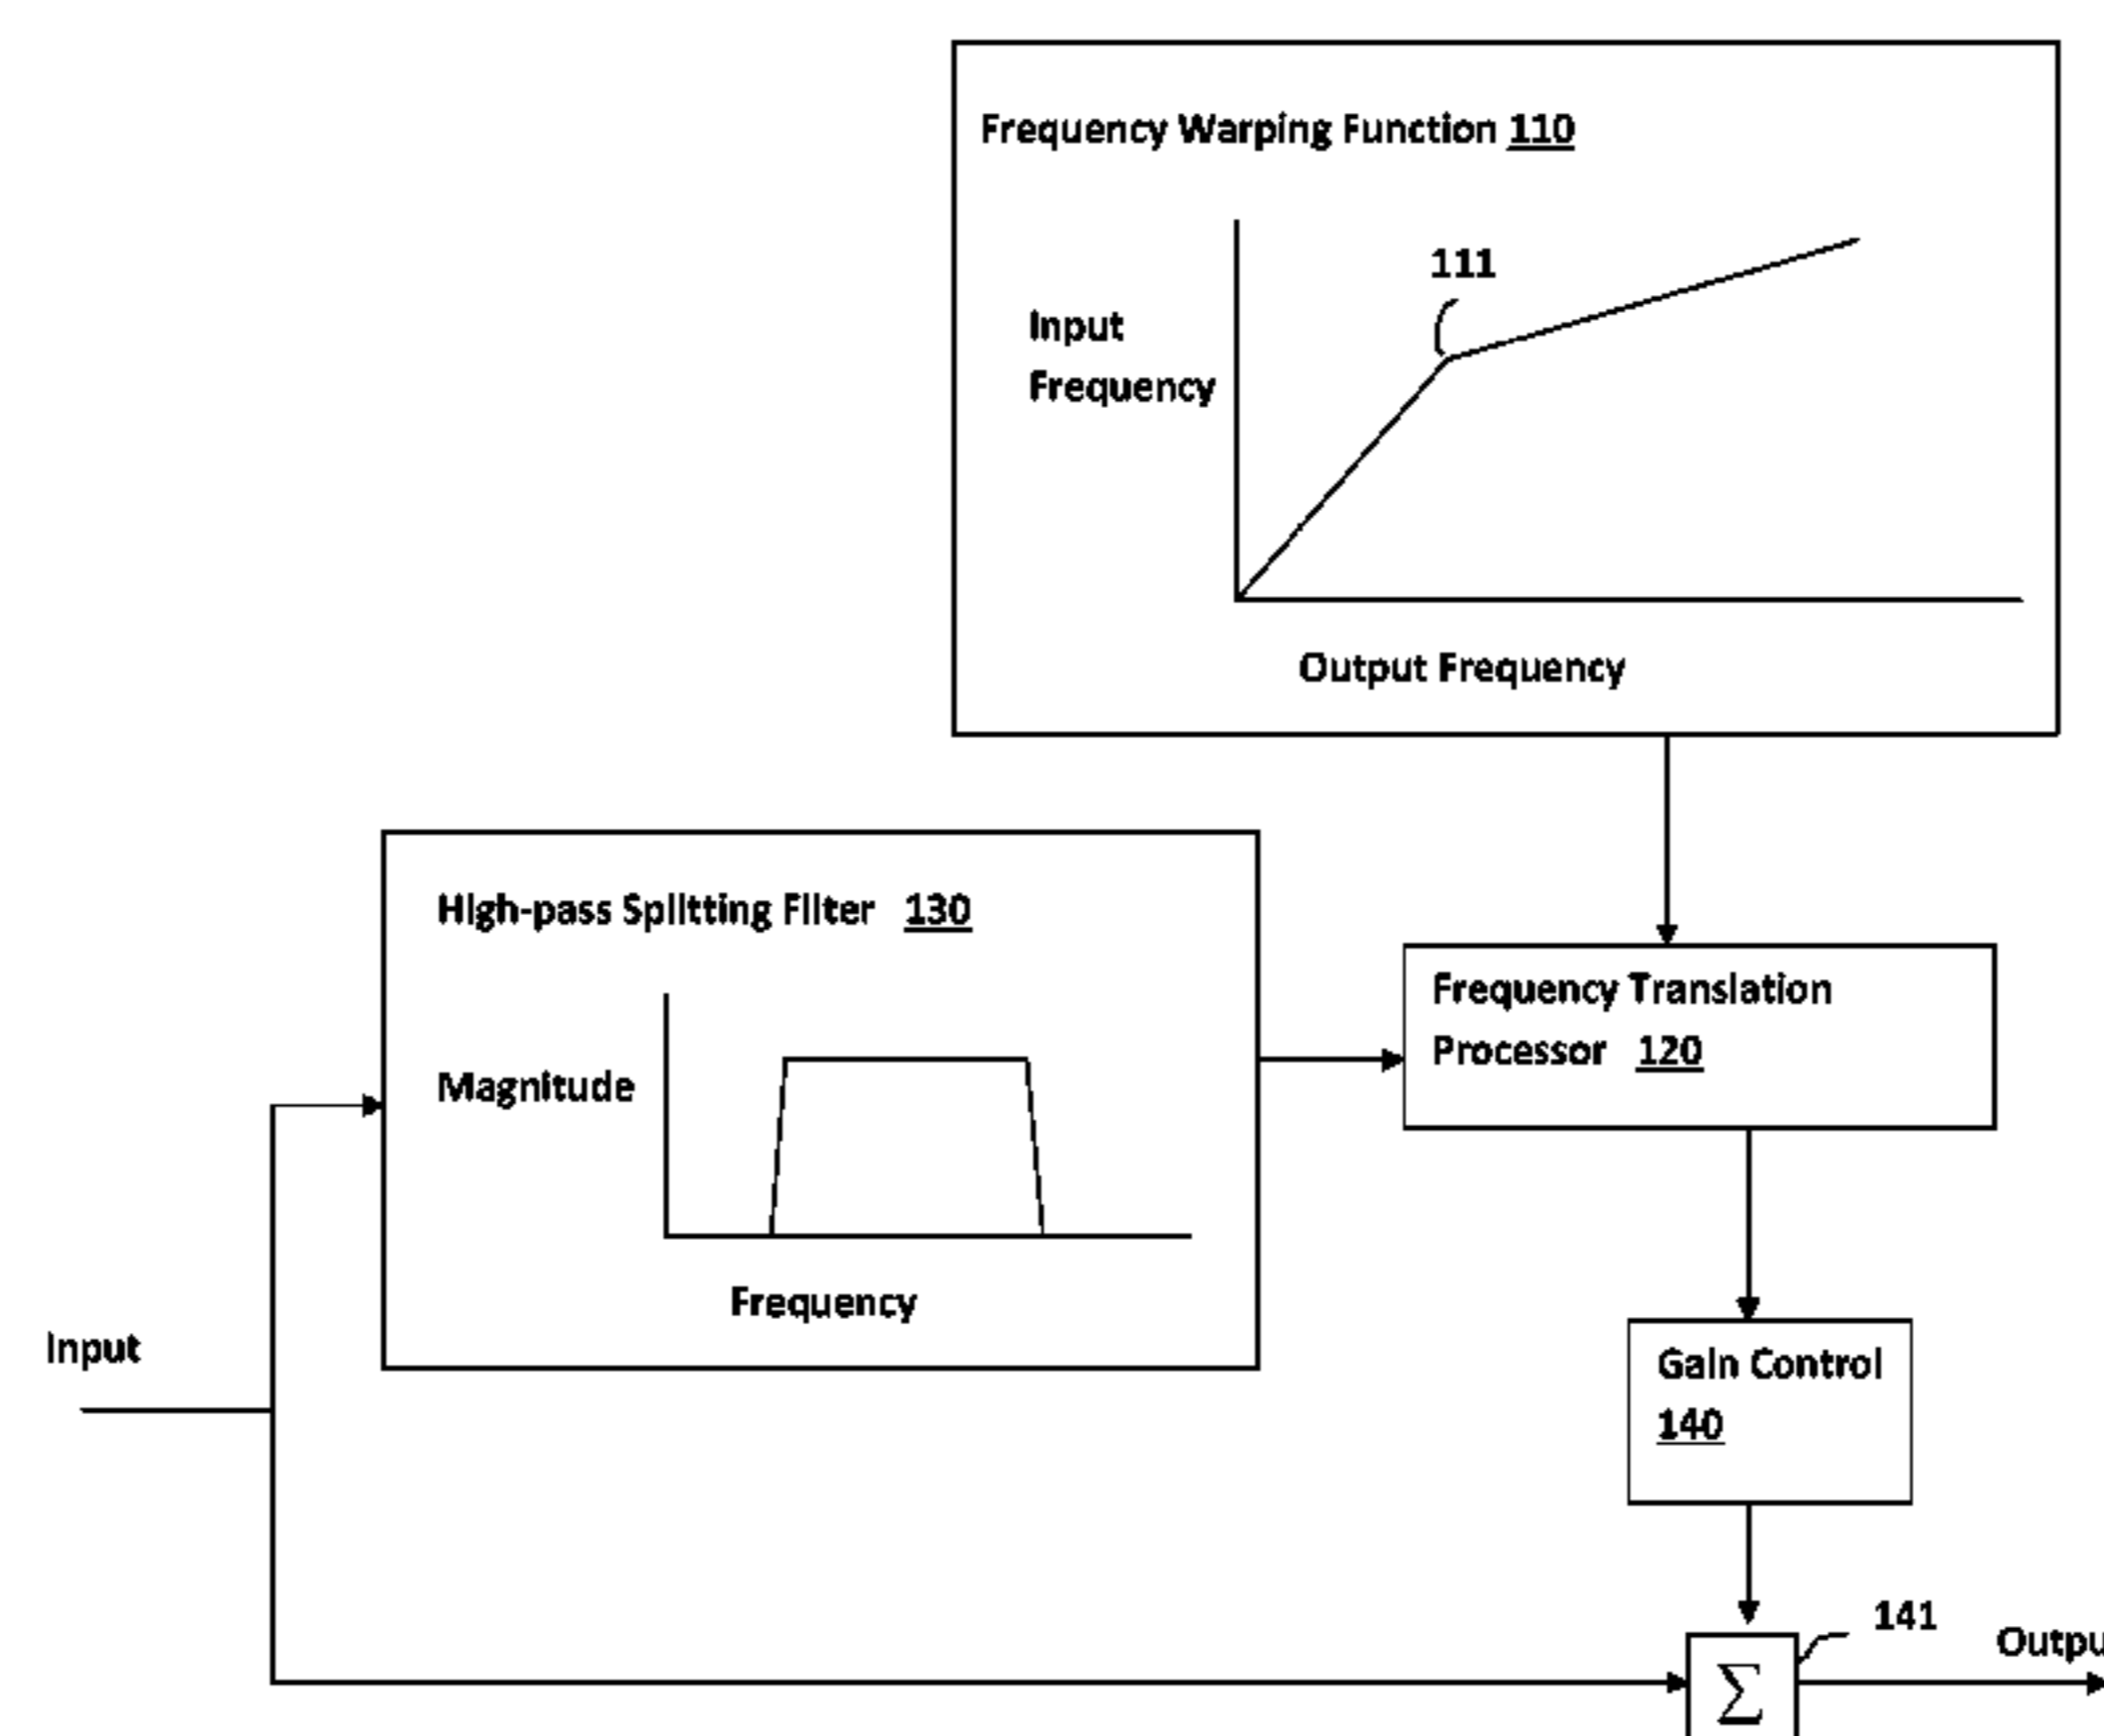 Frequency Warping Function 110
111
Input
Frequency
Output Frequency
High-pass Splitting Filter 130
Magnitude
Frequency
Frequency Translation
Processor 120
Input
Gain Control
140
141
Outpu
Σ